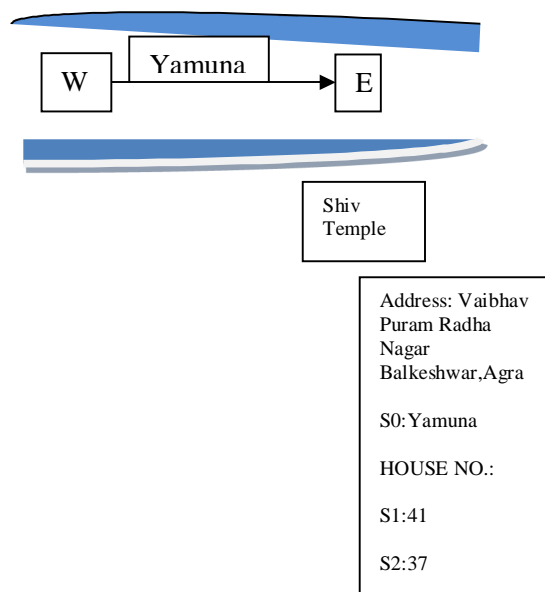 Yamuna
W
E
Shiv
Temple
Address: Vaibhav
Puram Radha
Nagar
Balkeshwar,Agra
S0:Yamuna
HOUSE NO.:
S1:41
S2:37